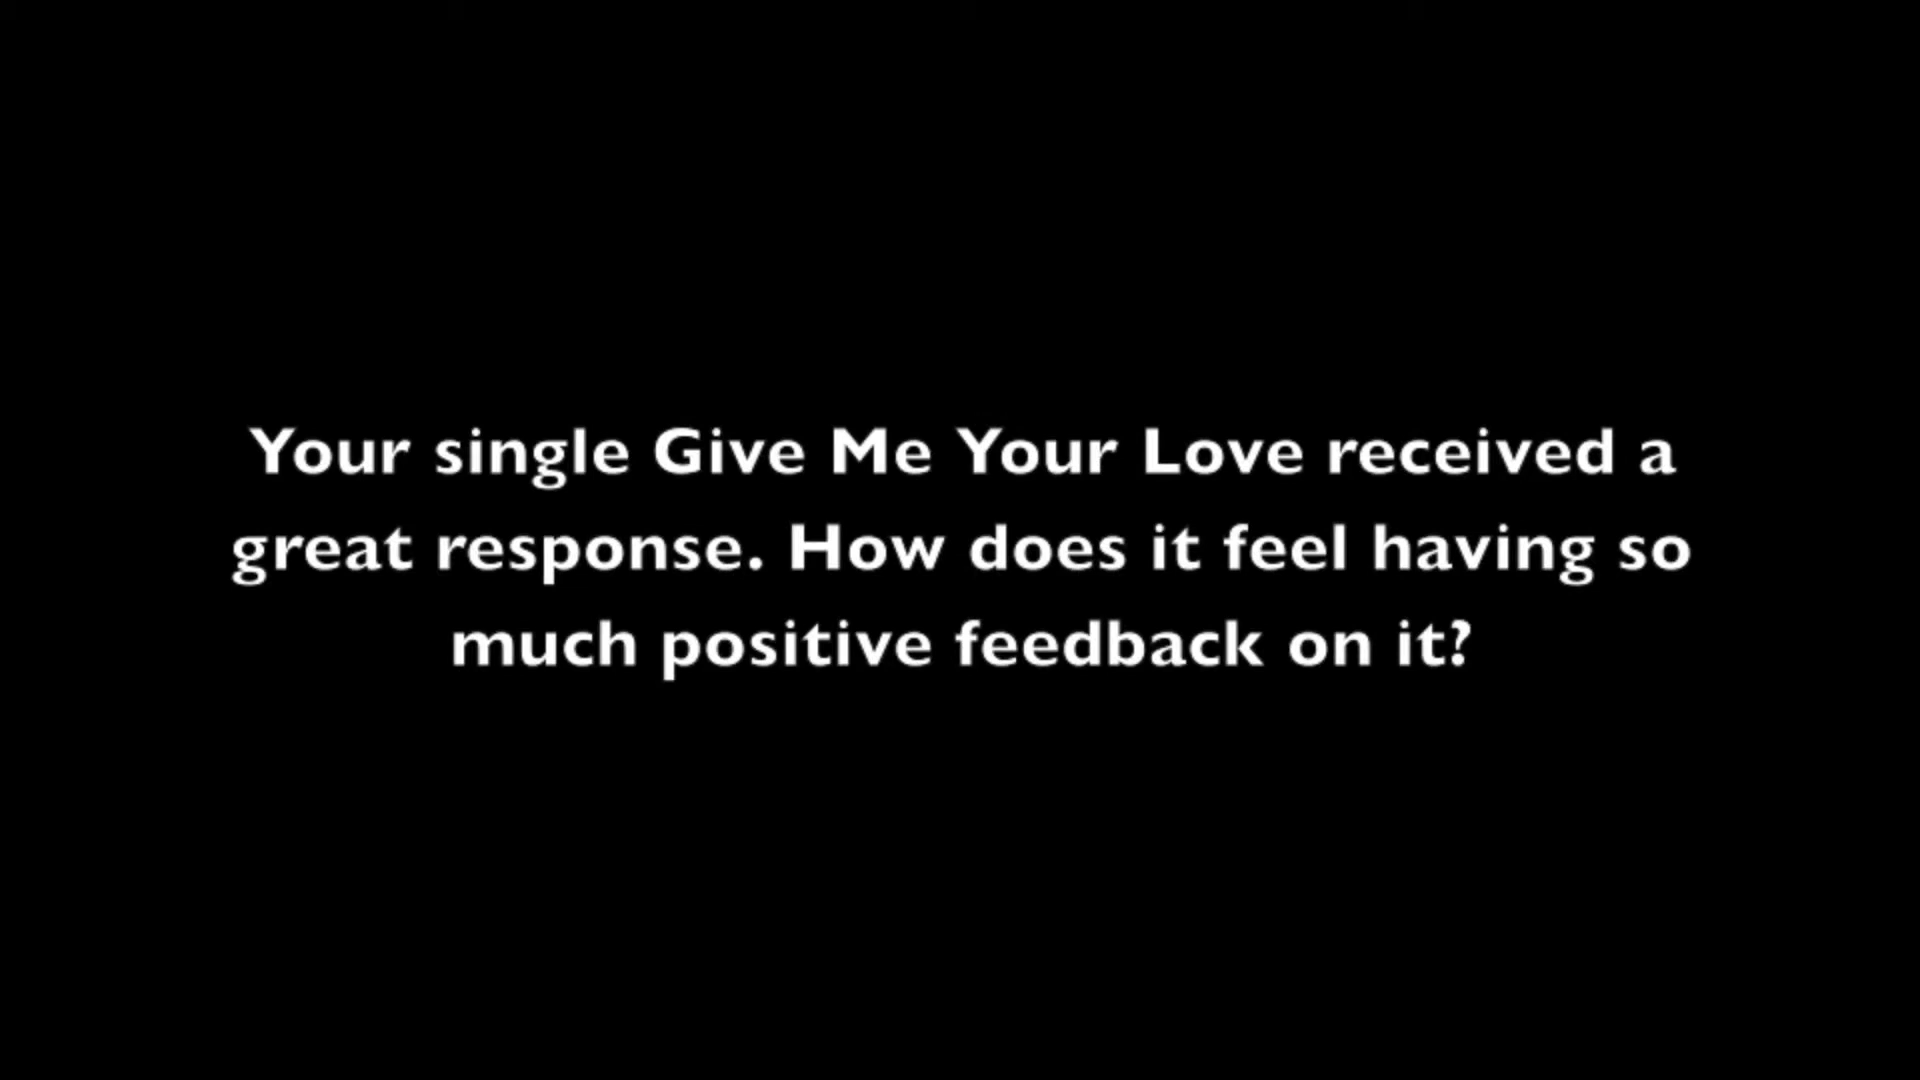 Your single Give Me Your Love received a
great response. How does it feel having so
much positive feedback on it?